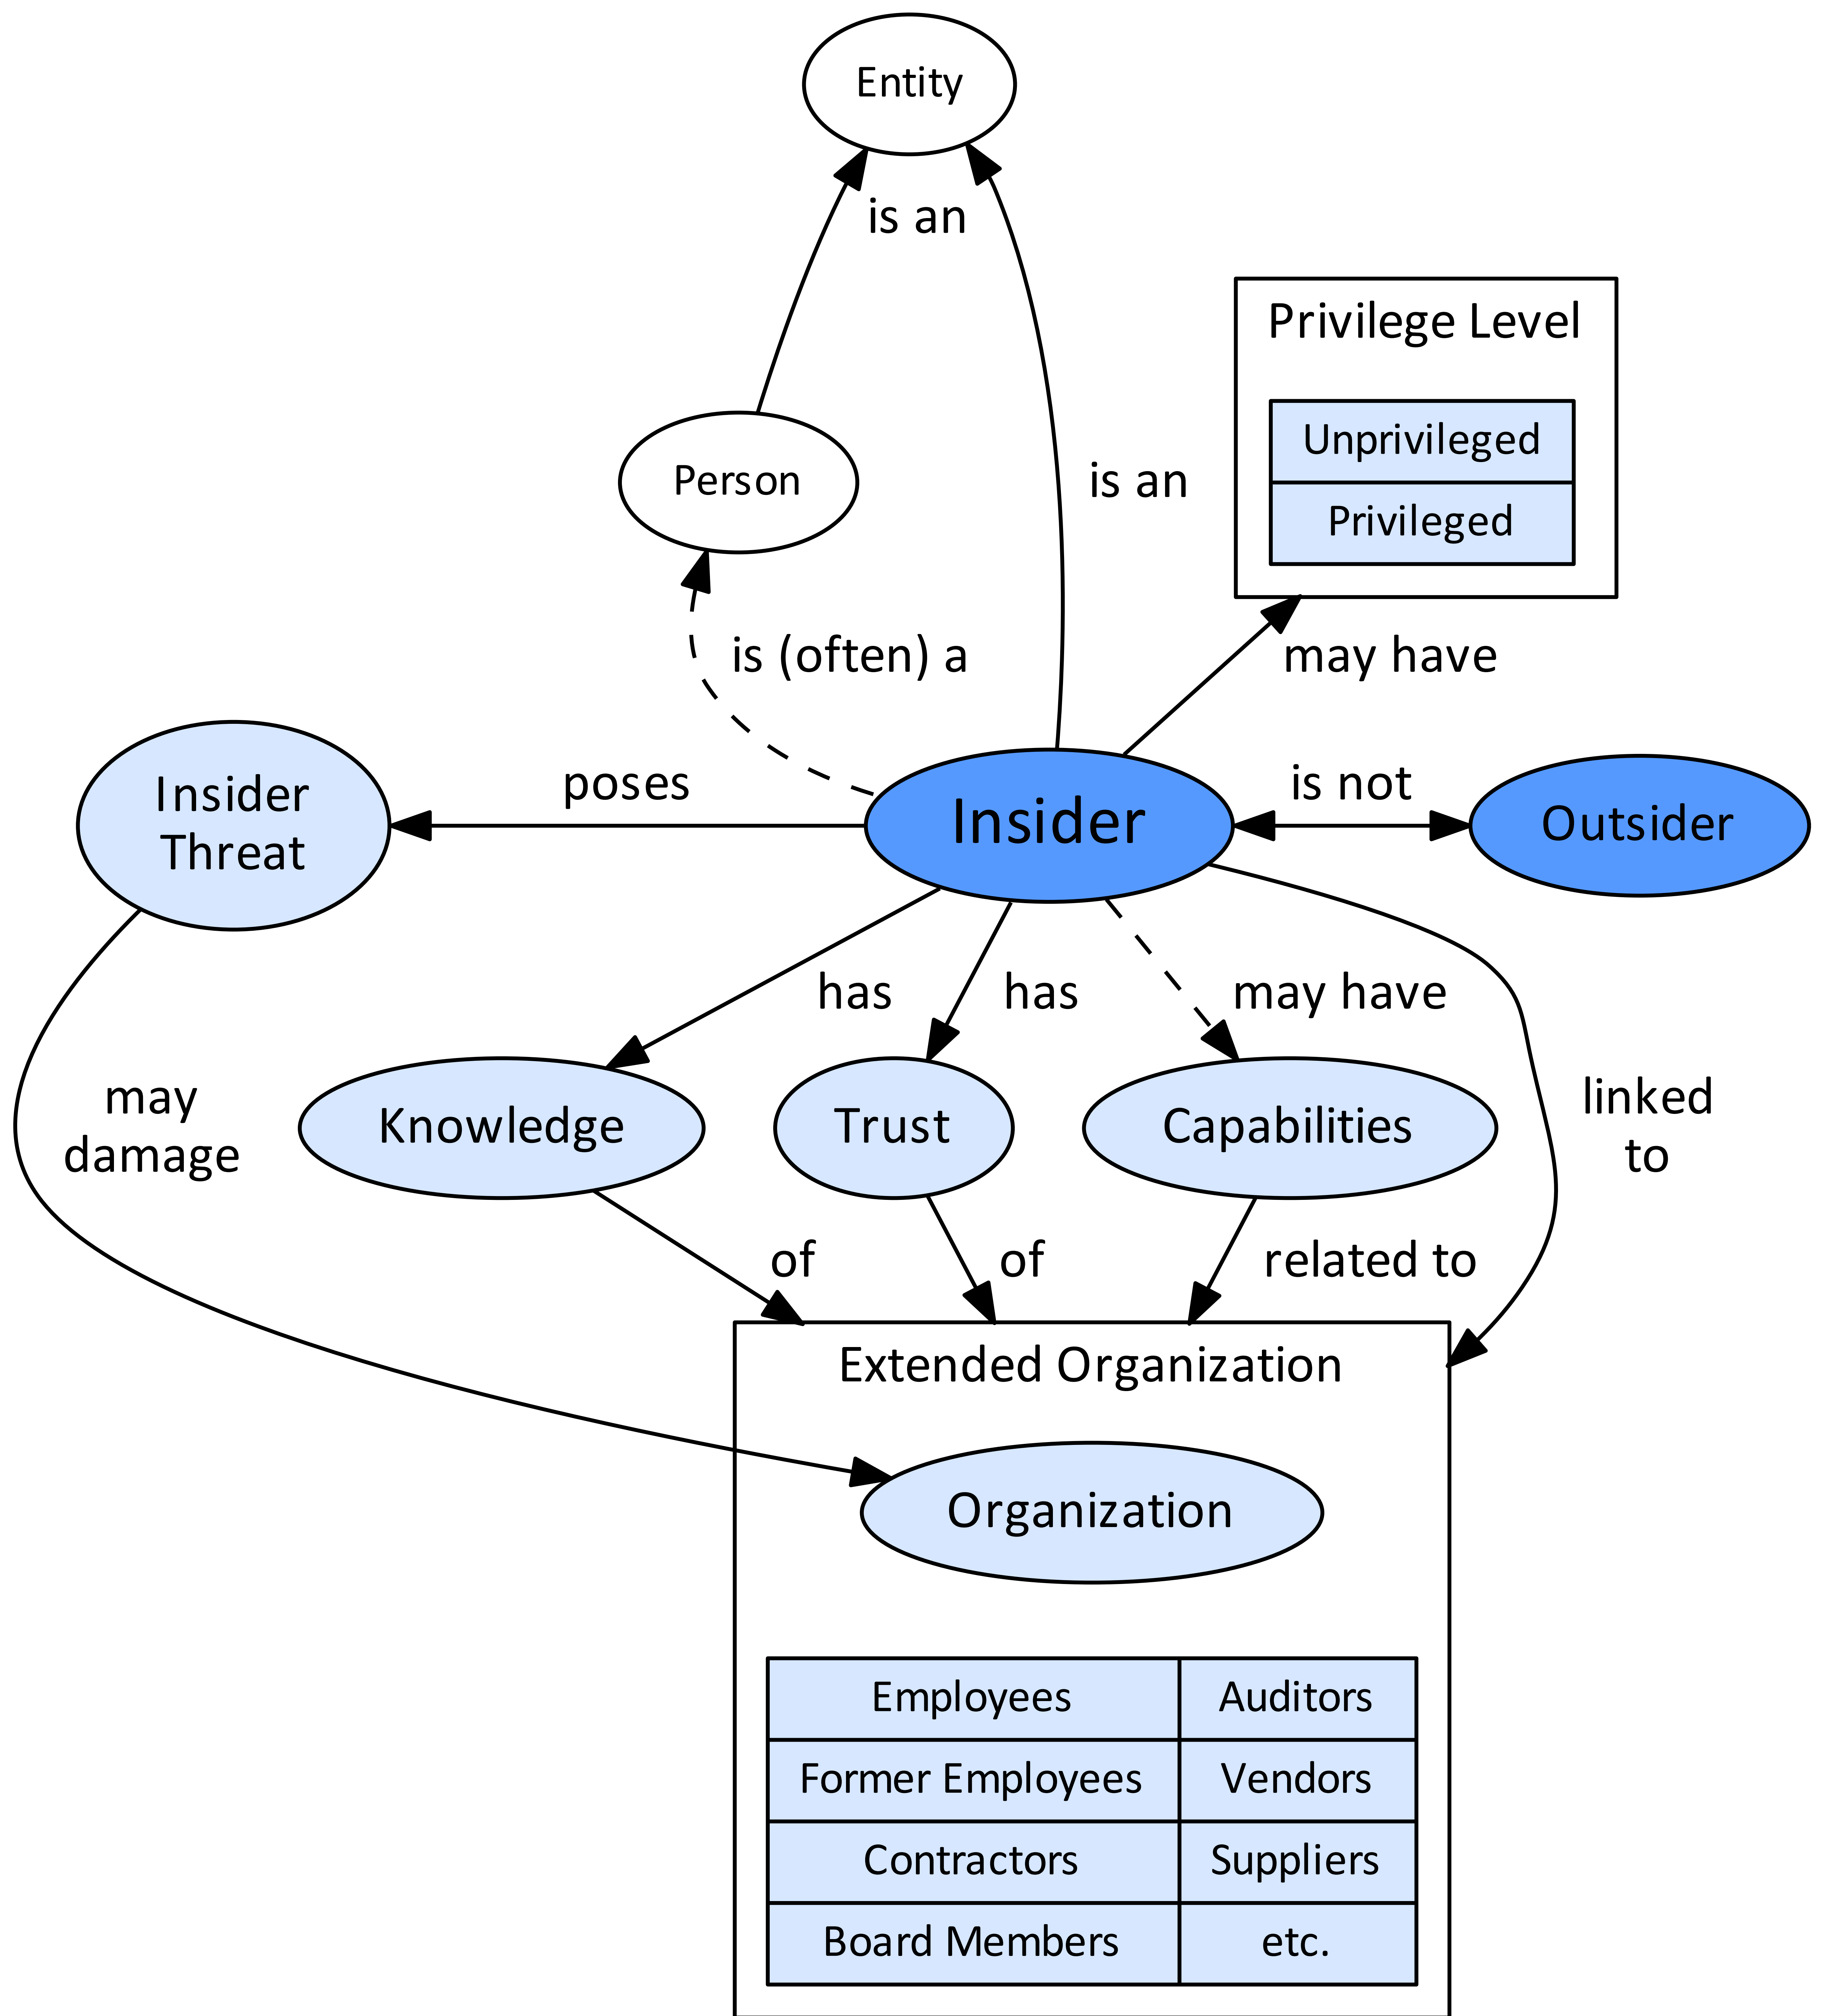 Entity
is an
Privilege Level
Unprivileged
Privileged
is an
Person
is (often) a
may have
Insider
Threat
poses
Insider
is not
Outsider
has
has
may have
may
damage
Knowledge
Trust
Capabilities
linked
to
of
of
related to
Extended Organization
Organization
Employees
Auditors
Former Employees
Vendors
Contractors
Suppliers
Board Members
etc.